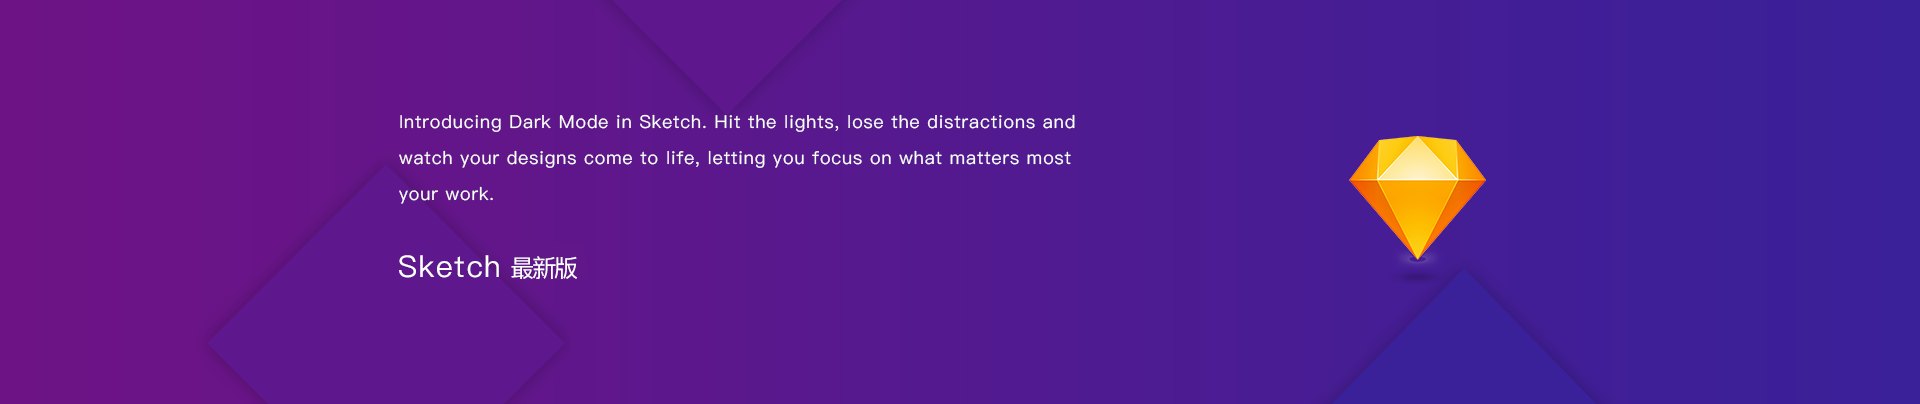 Introducing Dark Mode in Sketch. Hit the lights, lose the distractions and
watch your designs come to life, letting you focus on what matters most
your work.
Sketch 最新版